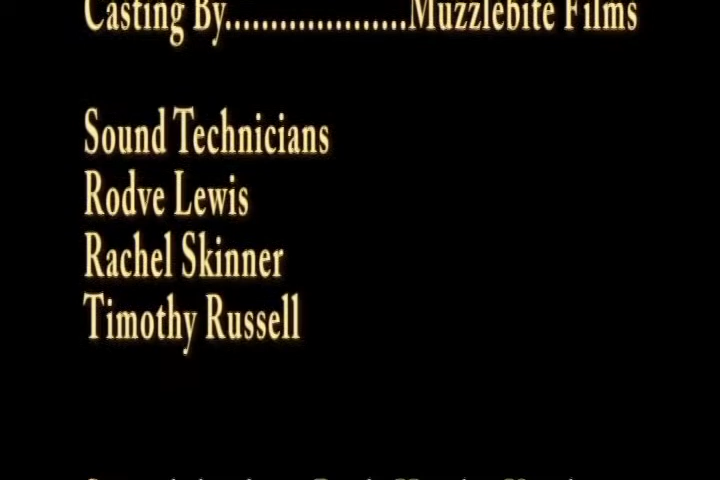 Casting By....................Muzzlebite Films
Sound Technicians
Rodve Lewis
Rachel Skinner
Timothy Russell